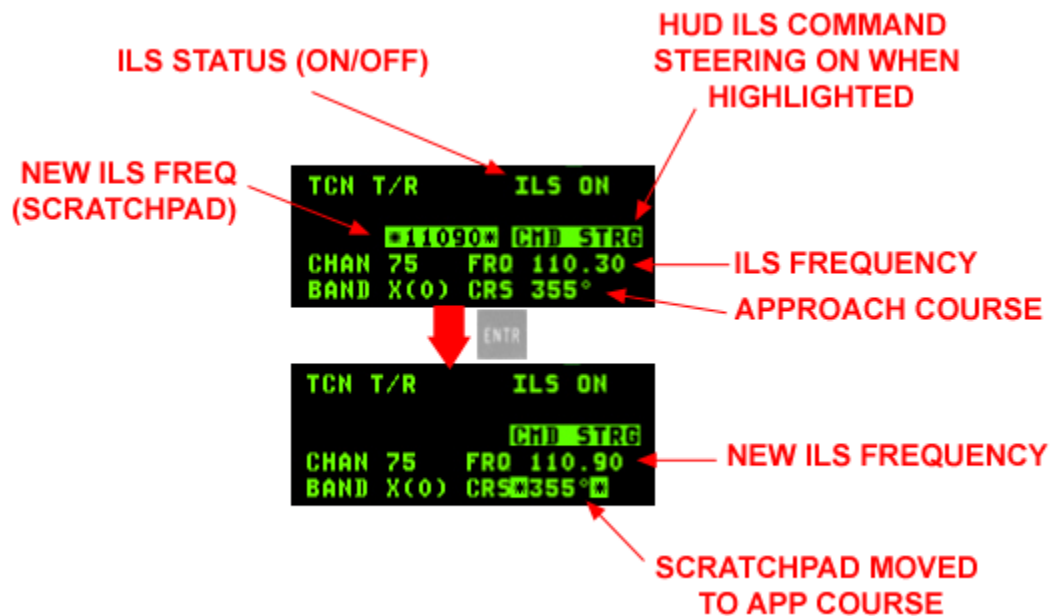 HUD ILS COMMAND
STEERING ON WHEN
HIGHLIGHTED
ILS STATUS (ON/OFF)
NEW ILS FREQ
(SCRATCHPAD)
TCN T/R ILS ON
*11090* CMD STRG
CHAN 75 FRQ 110.30
BAND X(0) CRS 355°
ILS FREQUENCY
APPROACH COURSE
ENTR
TCN T/R ILS ON
CMD STRG
CHAN 75 FRQ 110.90
BAND X(0) CRS*355°*
NEW ILS FREQUENCY
SCRATCHPAD MOVED
TO APP COURSE